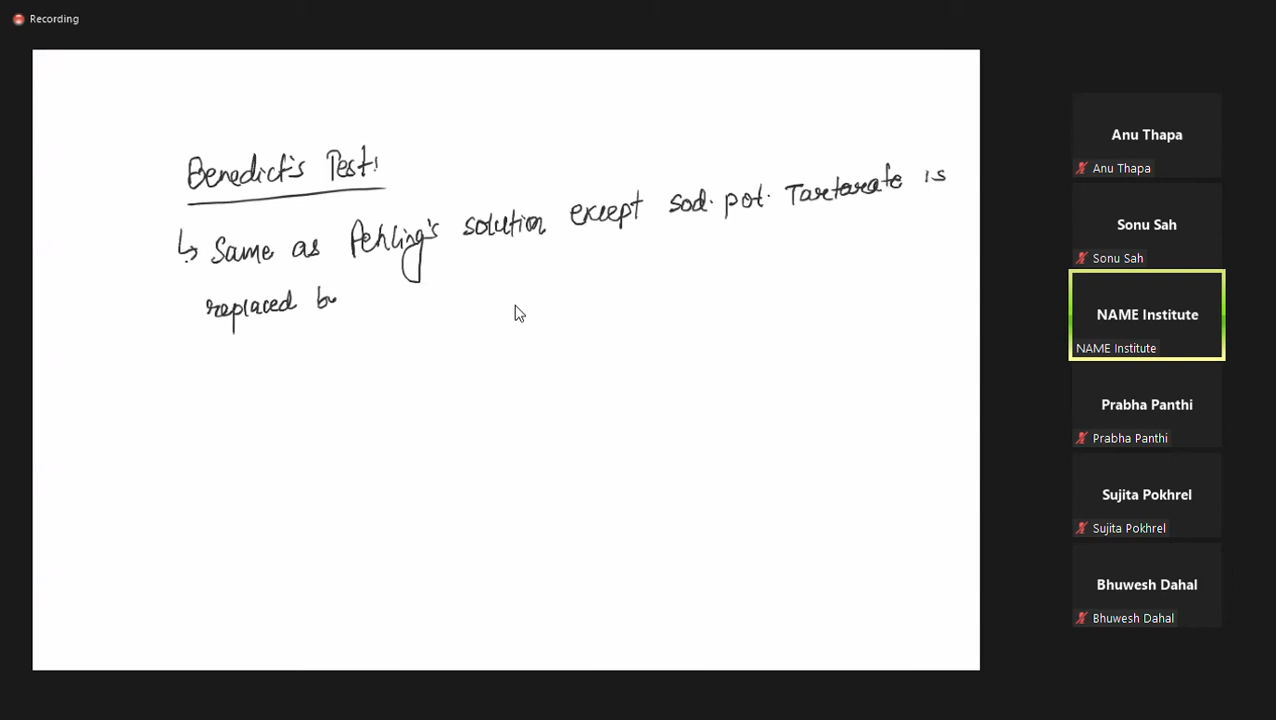 Recording
Benedict's Test:
↳ Same as Fehling's solution except sod. pot. Tartarate is
replaced by
Anu Thapa
Anu Thapa
Sonu Sah
Sonu Sah
NAME Institute
NAME Institute
Prabha Panthi
Prabha Panthi
Sujita Pokhrel
Sujita Pokhrel
Bhuwesh Dahal
Bhuwesh Dahal